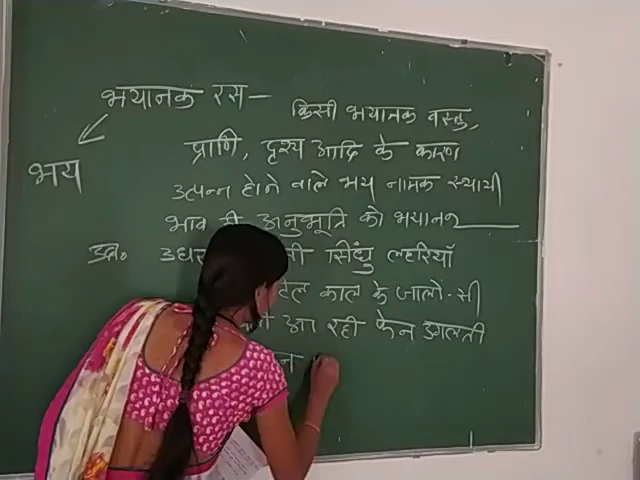 भयानक रस—
किसी भयानक वस्तु,
प्राणि, दृश्य आदि के कारण
भय
उत्पन्न होने वाले भय नामक स्थायी
भाव की अनुभूति को भयानक
उदा० उधर सिंधु लहरियाँ
काल के जालों-सी
आ रही फेन उगलती